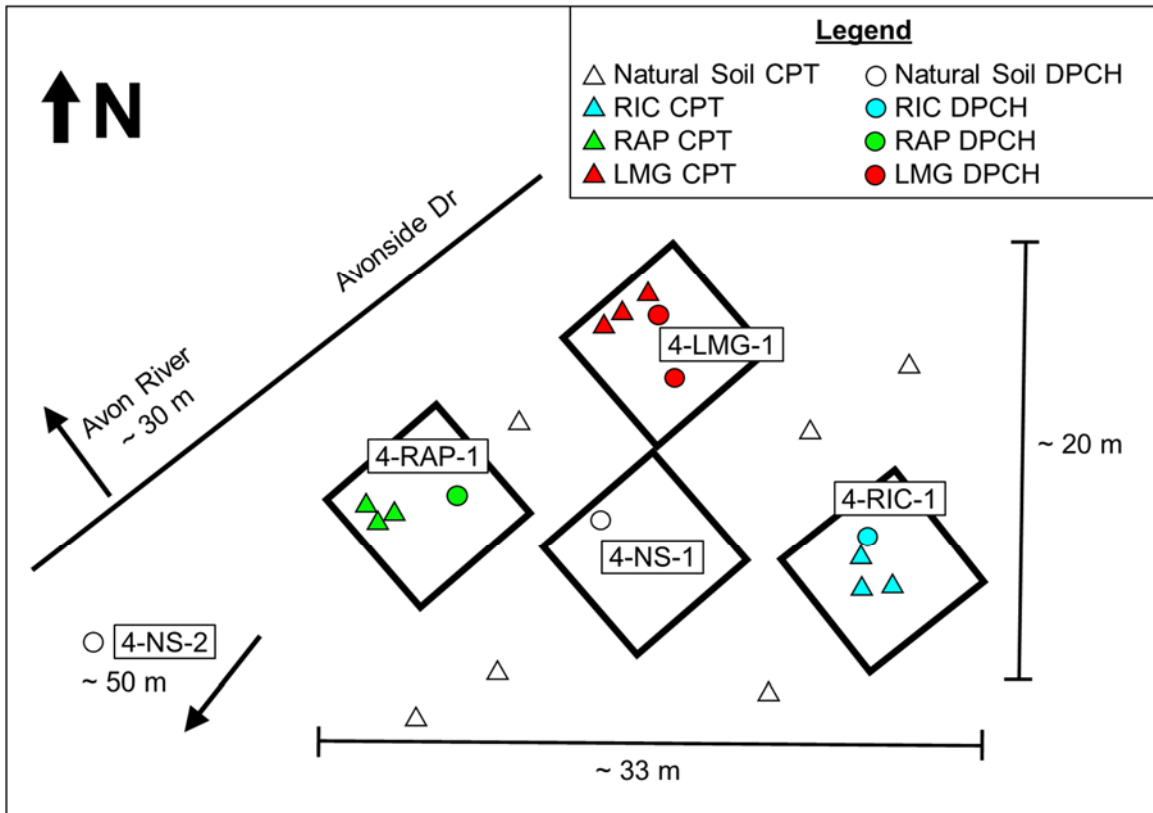 Legend
Natural Soil CPT
Natural Soil DPCH
RIC CPT
RIC DPCH
RAP CPT
RAP DPCH
LMG CPT
LMG DPCH
N
Avonside Dr
Avon River
~ 30 m
4-LMG-1
4-RAP-1
~ 20 m
4-RIC-1
4-NS-1
4-NS-2
~ 50 m
~ 33 m